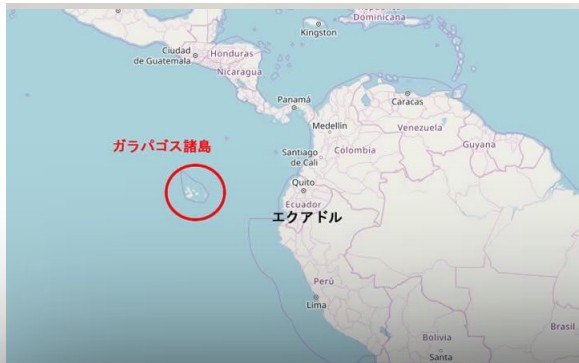 Dominicana
Kingston
Ciudad
de Guatemala
Honduras
Nicaragua
Panamá
Caracas
Medellín
Venezuela
Guyana
ガラパゴス諸島
Santiago
de Cali
Colombia
Quito
Ecuador
エクアドル
Perú
Lima
Brasil
Bolivia
Santa